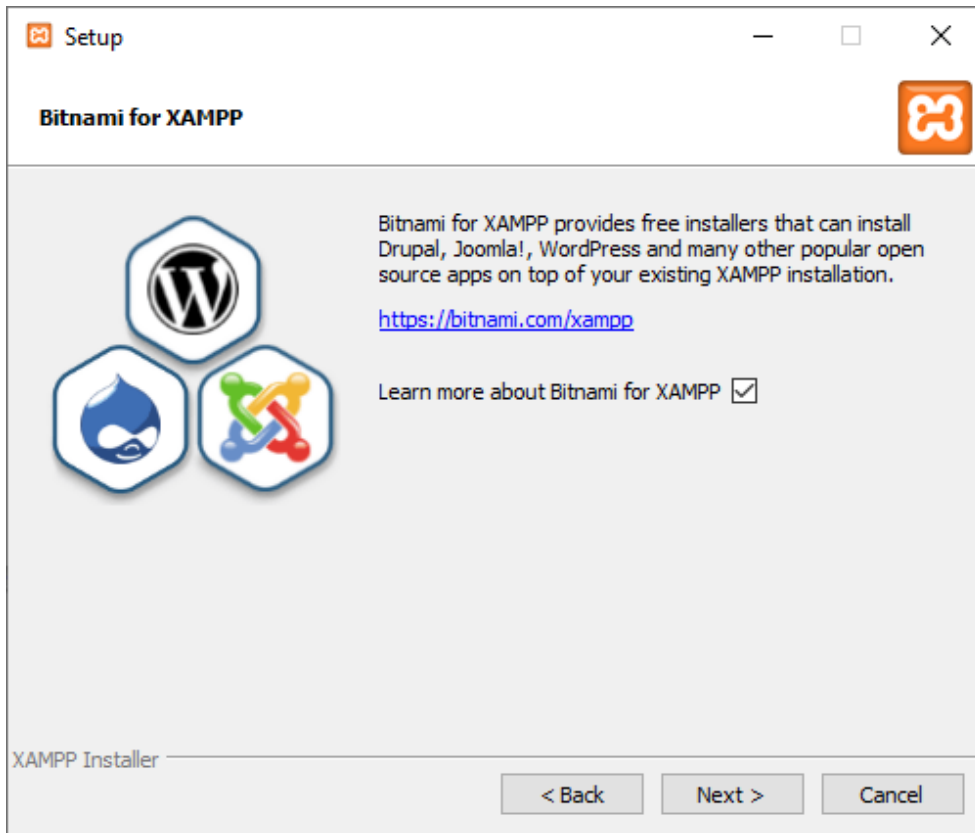 Setup
Bitnami for XAMPP
Bitnami for XAMPP provides free installers that can install
Drupal, Joomla!, WordPress and many other popular open
source apps on top of your existing XAMPP installation.
https://bitnami.com/xampp
Learn more about Bitnami for XAMPP
XAMPP Installer
< Back
Next >
Cancel